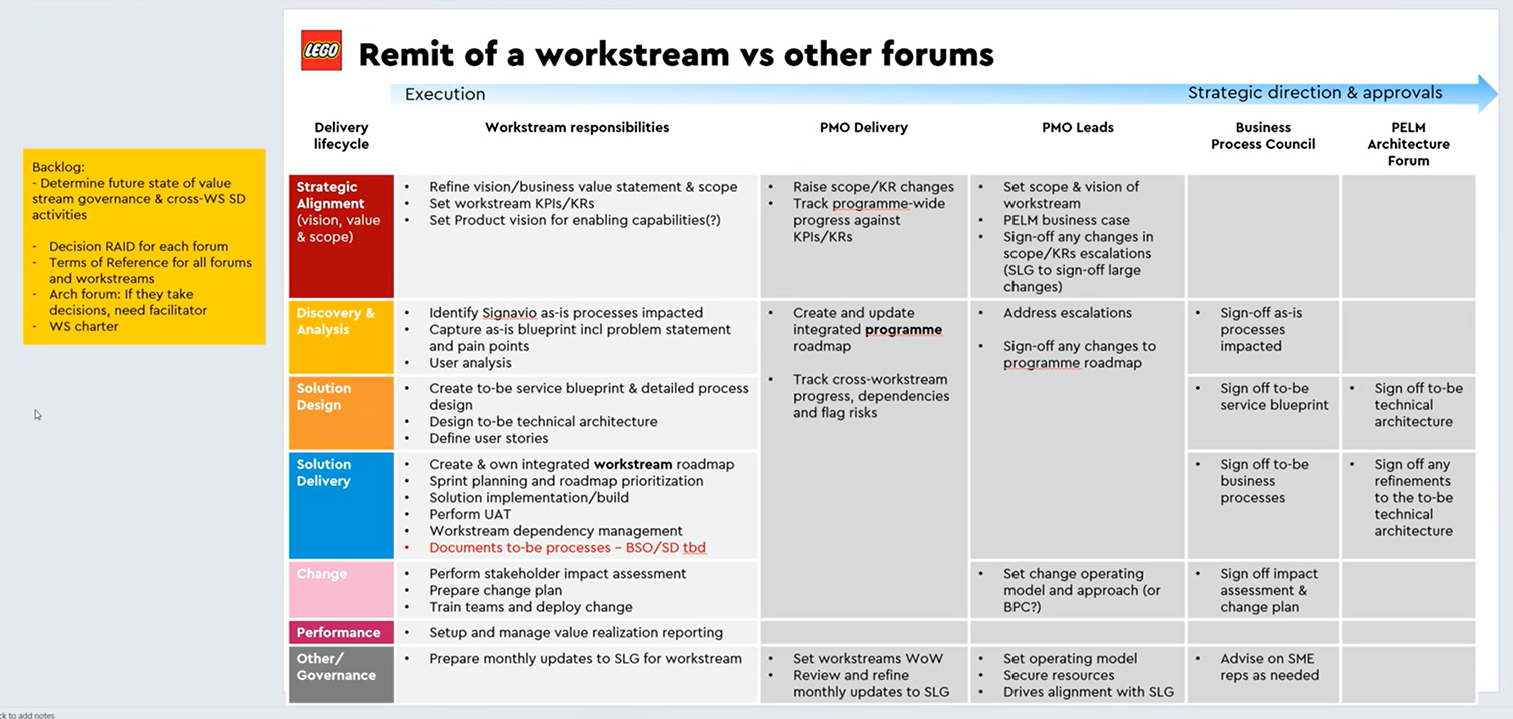 LEGO
Remit of a workstream vs other forums
Execution
Strategic direction & approvals
Delivery
lifecycle
Workstream responsibilities
PMO Delivery
PMO Leads
Business
Process Council
PELM
Architecture
Forum
Backlog:
- Determine future state of value
stream governance & cross-WS SD
activities
- Decision RAID for each forum
- Terms of Reference for all forums
and workstreams
- Arch forum: If they take
decisions, need facilitator
- WS charter
Strategic
Alignment
(vision, value
& scope)
• Refine vision/business value statement & scope
• Set workstream KPIs/KRs
• Set Product vision for enabling capabilities(?)
• Raise scope/KR changes
• Track programme-wide
progress against
KPIs/KRs
• Set scope & vision of
workstream
• PELM business case
• Sign-off any changes in
scope/KRs escalations
(SLG to sign-off large
changes)
Discovery &
Analysis
• Identify Signavio as-is processes impacted
• Capture as-is blueprint incl problem statement
and pain points
• User analysis
• Create and update
integrated programme
roadmap
• Track cross-workstream
progress, dependencies
and flag risks
• Address escalations
• Sign-off any changes to
programme roadmap
• Sign-off as-is
processes
impacted
Solution
Design
• Create to-be service blueprint & detailed process
design
• Design to-be technical architecture
• Define user stories
• Sign off to-be
service blueprint
• Sign off to-be
technical
architecture
Solution
Delivery
• Create & own integrated workstream roadmap
• Sprint planning and roadmap prioritization
• Solution implementation/build
• Perform UAT
• Workstream dependency management
• Documents to-be processes – BSO/SD tbd
• Sign off to-be
business
processes
• Sign off any
refinements
to the to-be
technical
architecture
Change
• Perform stakeholder impact assessment
• Prepare change plan
• Train teams and deploy change
• Set change operating
model and approach (or
BPC?)
• Sign off impact
assessment &
change plan
Performance
• Setup and manage value realization reporting
Other/
Governance
• Prepare monthly updates to SLG for workstream
• Set workstreams WoW
• Review and refine
monthly updates to SLG
• Set operating model
• Secure resources
• Drives alignment with SLG
• Advise on SME
reps as needed
ck to add notes